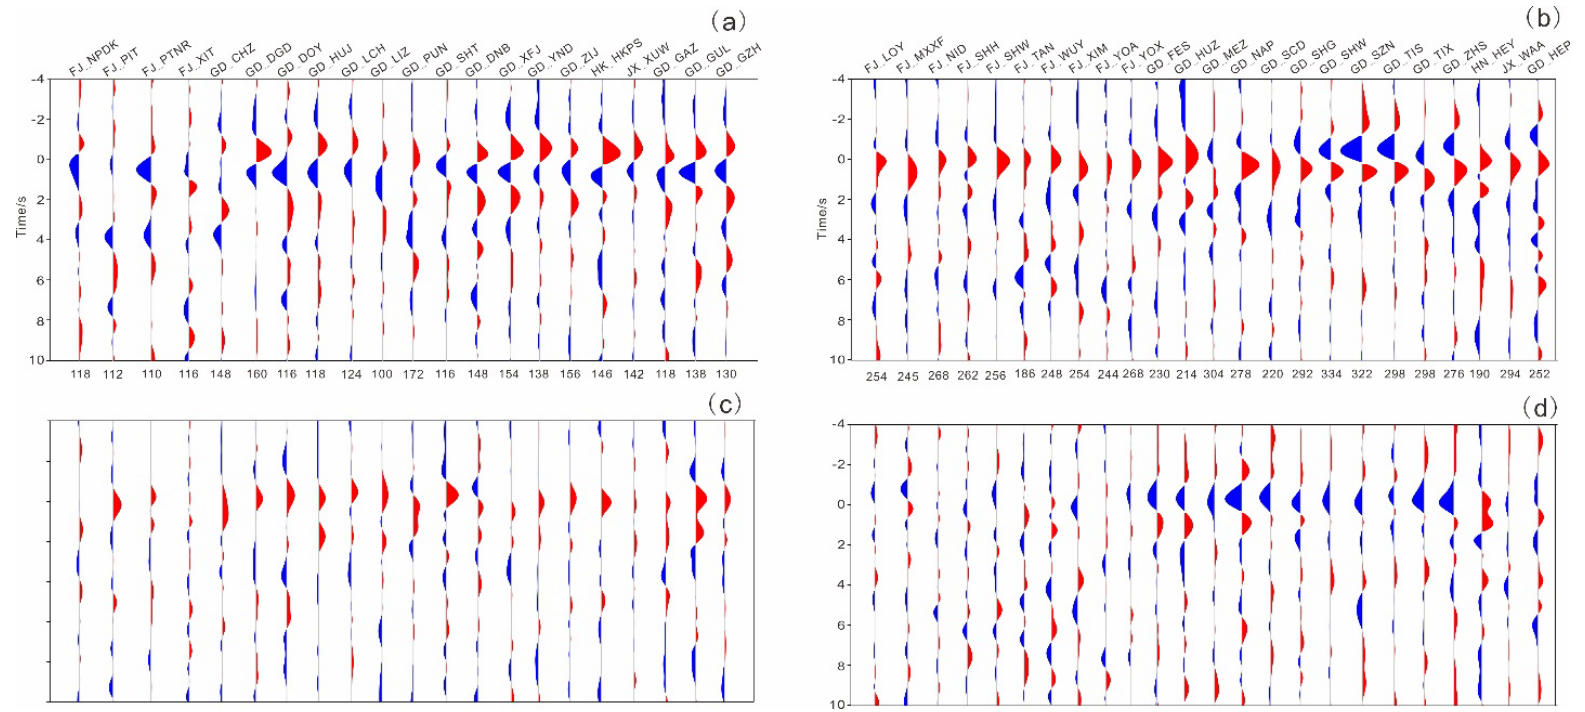 (a)
FJ_NPDK FJ_PIT FJ_PTNR FJ_XIT GD_CHZ GD_DGD GD_DOY GD_HUJ GD_LCH GD_LIZ GD_PUN GD_SHT GD_DNB GD_XFJ GD_YND GD_ZIJ HK_HKPS JX_XUW GD_GAZ GD_GUL GD_GZH
Time/s
-4
-2
0
2
4
6
8
10
118 112 110 116 148 160 116 118 124 100 172 116 148 154 138 156 146 142 118 138 130
(b)
FJ_LOY FJ_MXXF FJ_NID FJ_SHH FJ_SHW FJ_TAN FJ_WUY FJ_XIM FJ_YOA FJ_YOX GD_FES GD_HUZ GD_MEZ GD_NAP GD_SCD GD_SHG GD_SHW GD_SZN GD_TIS GD_TIX GD_ZHS HN_HEY JX_WAA GD_HEP
Time/s
-4
-2
0
2
4
6
8
10
254 245 268 262 256 186 248 254 244 268 230 214 304 278 220 292 334 322 298 298 276 190 294 252
(c)
(d)
-4
-2
0
2
4
6
8
10